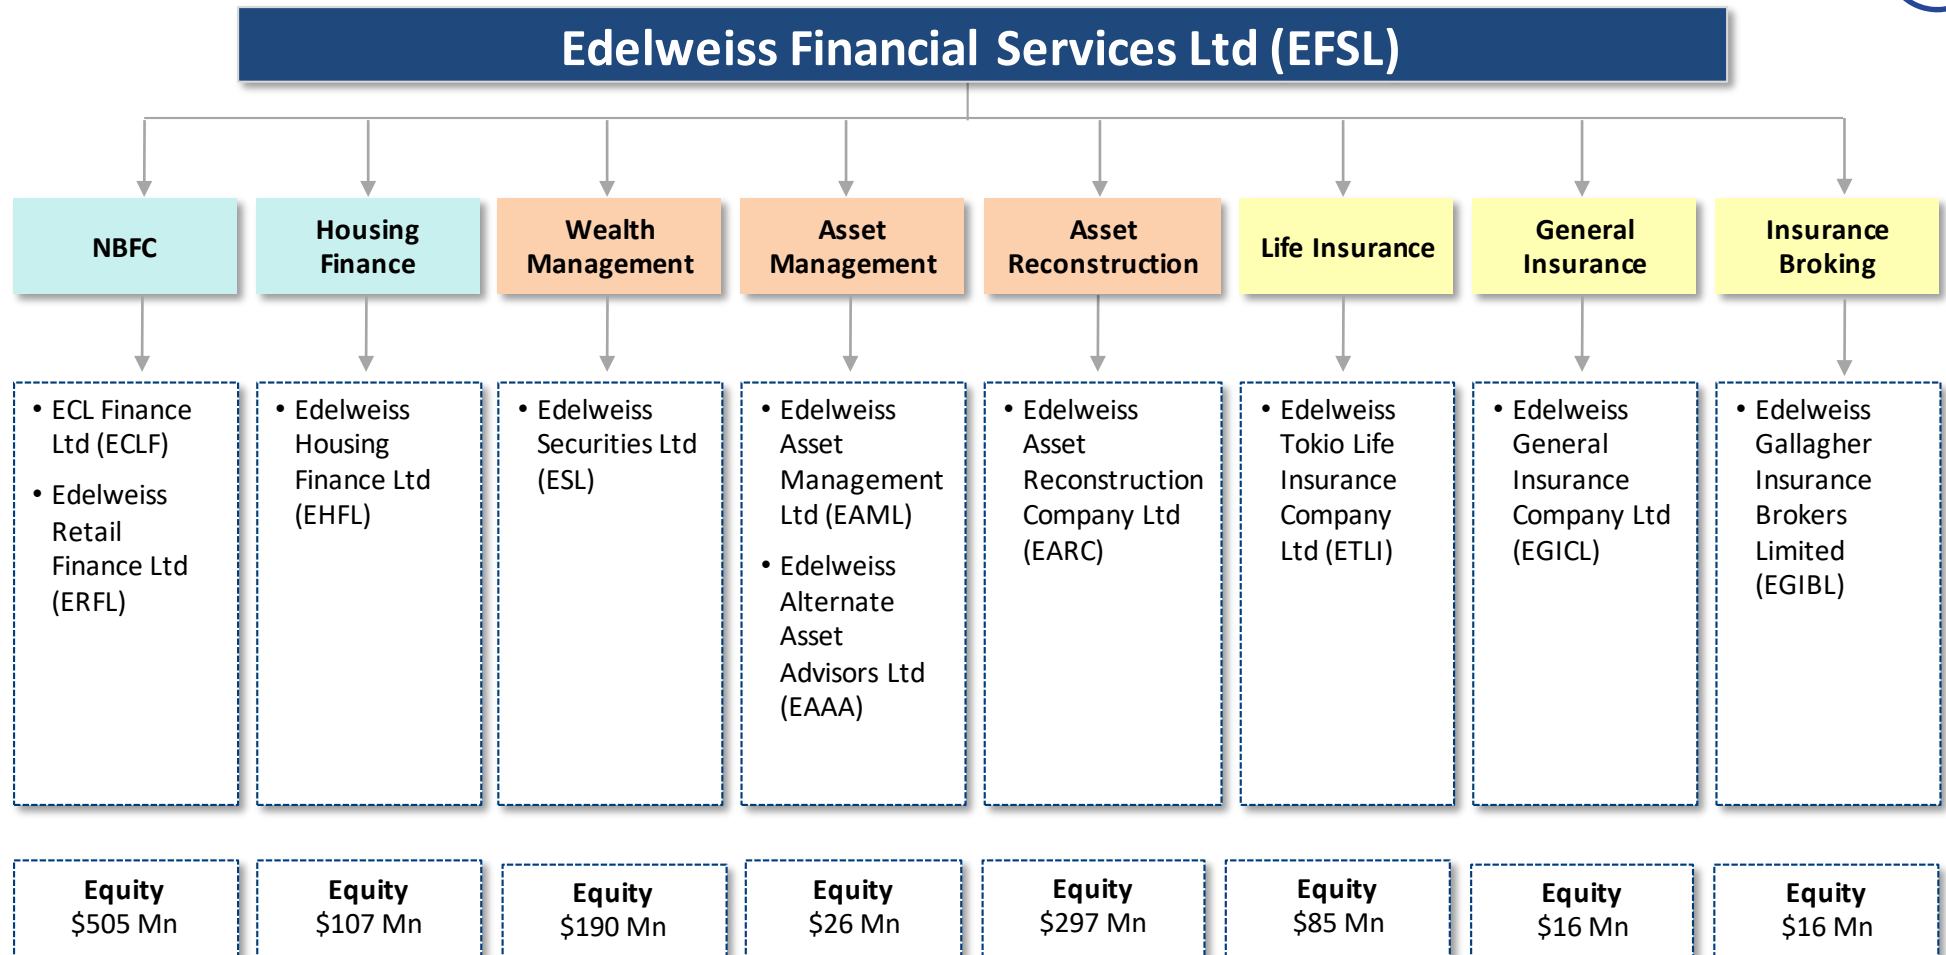 Edelweiss Financial Services Ltd (EFSL)
NBFC
Housing
Finance
Wealth
Management
Asset
Management
Asset
Reconstruction
Life Insurance
General
Insurance
Insurance
Broking
• ECL Finance
Ltd (ECLF)
• Edelweiss
Retail
Finance Ltd
(ERFL)
• Edelweiss
Housing
Finance Ltd
(EHFL)
• Edelweiss
Securities Ltd
(ESL)
• Edelweiss
Asset
Management
Ltd (EAML)
• Edelweiss
Alternate
Asset
Advisors Ltd
(EAAA)
• Edelweiss
Asset
Reconstruction
Company Ltd
(EARC)
• Edelweiss
Tokio Life
Insurance
Company
Ltd (ETLI)
• Edelweiss
General
Insurance
Company Ltd
(EGICL)
• Edelweiss
Gallagher
Insurance
Brokers
Limited
(EGIBL)
Equity
$505 Mn
Equity
$107 Mn
Equity
$190 Mn
Equity
$26 Mn
Equity
$297 Mn
Equity
$85 Mn
Equity
$16 Mn
Equity
$16 Mn